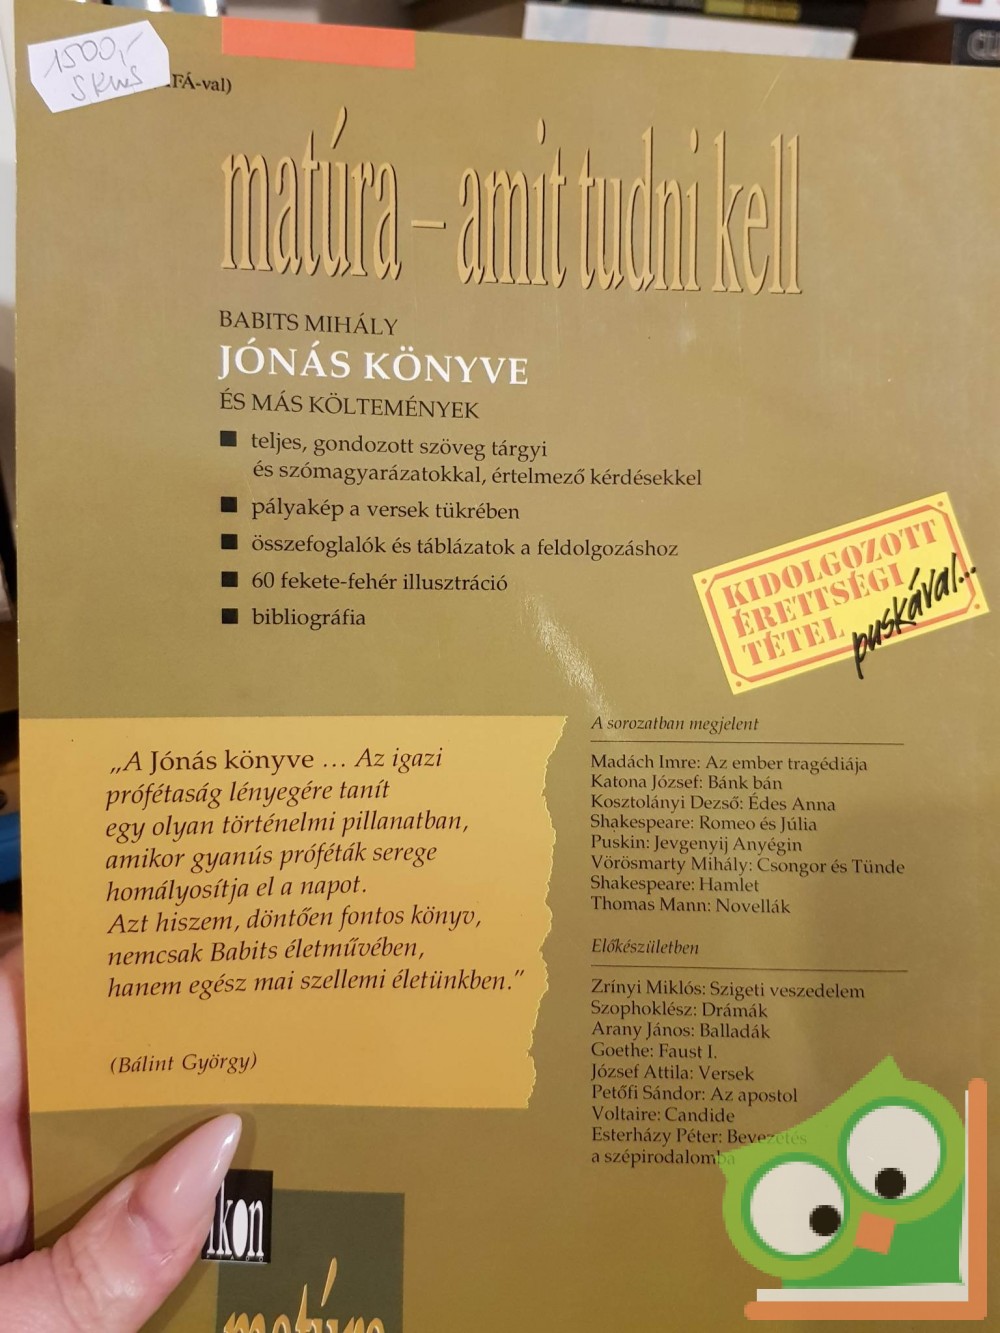 1500,-
FÁ-val)
matúra – amit tudni kell
BABITS MIHÁLY
JÓNÁS KÖNYVE
ÉS MÁS KÖLTEMÉNYEK
■ teljes, gondozott szöveg tárgyi
és szómagyarázatokkal, értelmező kérdésekkel
■ pályakép a versek tükrében
■ összefoglalók és táblázatok a feldolgozáshoz
■ 60 fekete-fehér illusztráció
■ bibliográfia
KIDOLGOZOTT
ÉRETTSÉGI
TÉTEL
puskával...
„A Jónás könyve ... Az igazi
prófétaság lényegére tanít
egy olyan történelmi pillanatban,
amikor gyanús próféták serege
homályosítja el a napot.
Azt hiszem, döntően fontos könyv,
nemcsak Babits életművében,
hanem egész mai szellemi életünkben.”
(Bálint György)
A sorozatban megjelent
Madách Imre: Az ember tragédiája
Katona József: Bánk bán
Kosztolányi Dezső: Édes Anna
Shakespeare: Romeo és Júlia
Puskin: Jevgenyij Anyégin
Vörösmarty Mihály: Csongor és Tünde
Shakespeare: Hamlet
Thomas Mann: Novellák
Előkészületben
Zrínyi Miklós: Szigeti veszedelem
Szophoklész: Drámák
Arany János: Balladák
Goethe: Faust I.
József Attila: Versek
Petőfi Sándor: Az apostol
Voltaire: Candide
Esterházy Péter: Bevezetés
a szépirodalomba
ikon
matúra